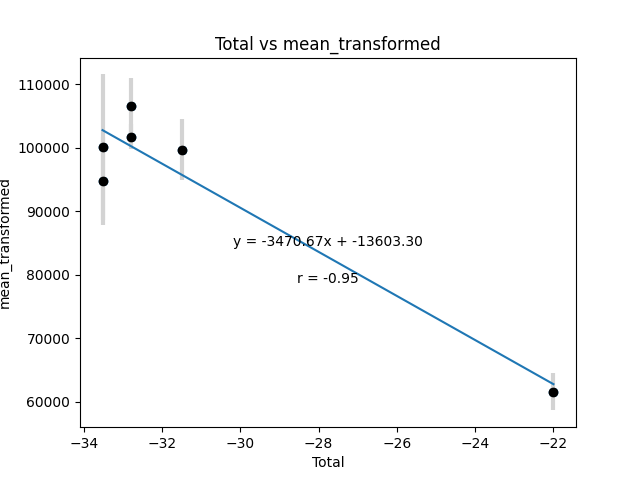 Total vs mean_transformed
mean_transformed
110000
100000
90000
80000
70000
60000
y = -3470.67x + -13603.30
r = -0.95
−34
−32
−30
−28
−26
−24
−22
Total